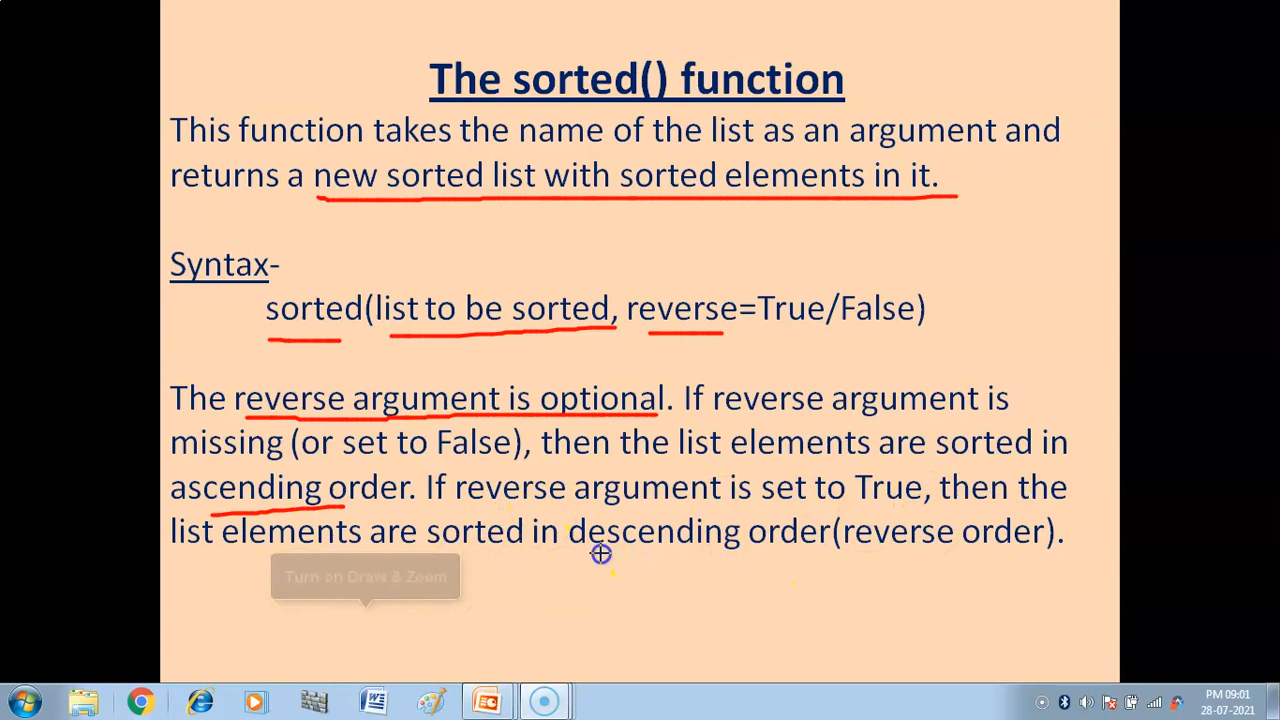 The sorted() function
This function takes the name of the list as an argument and
returns a new sorted list with sorted elements in it.
Syntax-
sorted(list to be sorted, reverse=True/False)
The reverse argument is optional. If reverse argument is
missing (or set to False), then the list elements are sorted in
ascending order. If reverse argument is set to True, then the
list elements are sorted in descending order(reverse order).
Turn on Draw & Zoom
PM 09:01
28-07-2021